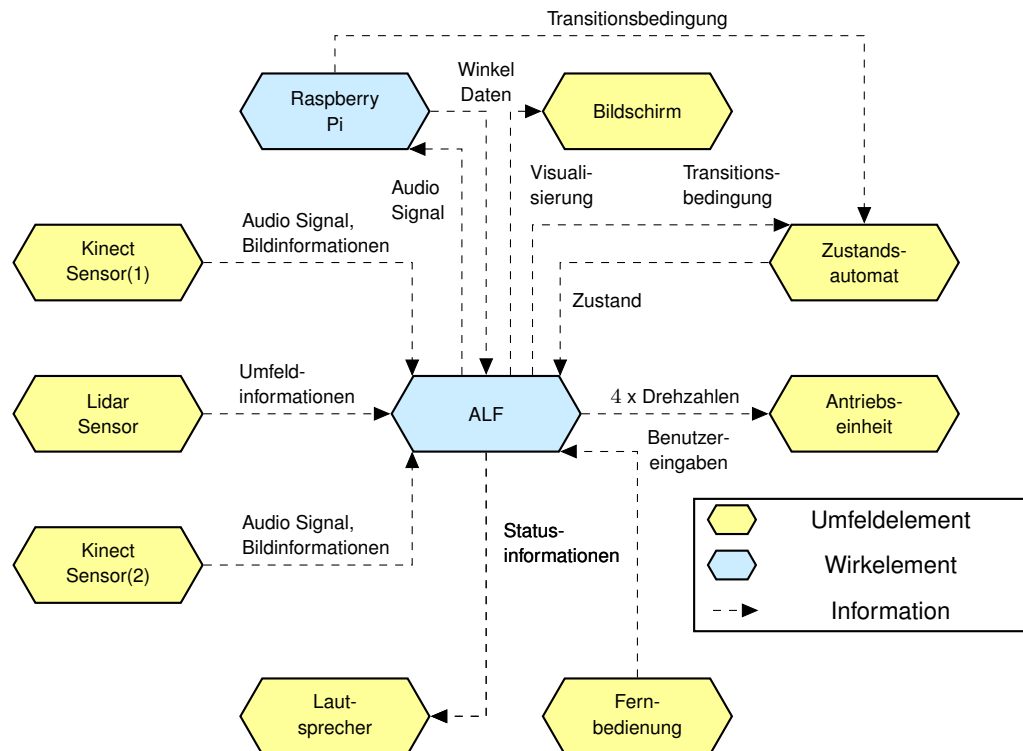 Transitionsbedingung
Raspberry
Pi
Winkel
Daten
Bildschirm
Audio
Signal
Visuali-
sierung
Transitions-
bedingung
Kinect
Sensor(1)
Audio Signal,
Bildinformationen
Zustands-
automat
Zustand
Lidar
Sensor
Umfeld-
informationen
ALF
4 x Drehzahlen
Antriebs-
einheit
Benutzer-
eingaben
Kinect
Sensor(2)
Audio Signal,
Bildinformationen
Status-
informationen
Umfeldelement
Wirkelement
Information
Laut-
sprecher
Fern-
bedienung